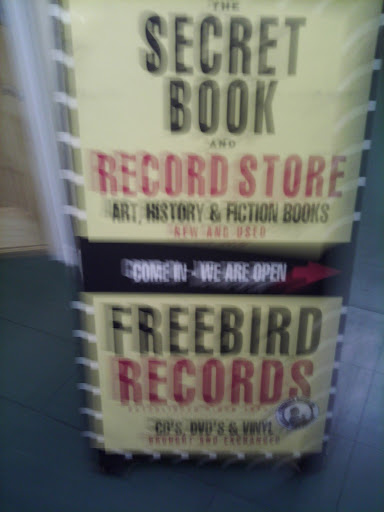 THE
SECRET
BOOK
AND
RECORD STORE
ART, HISTORY & FICTION BOOKS
NEW AND USED
COME IN - WE ARE OPEN
FREEBIRD
RECORDS
CD'S, DVD'S & VINYL
BOUGHT AND EXCHANGED